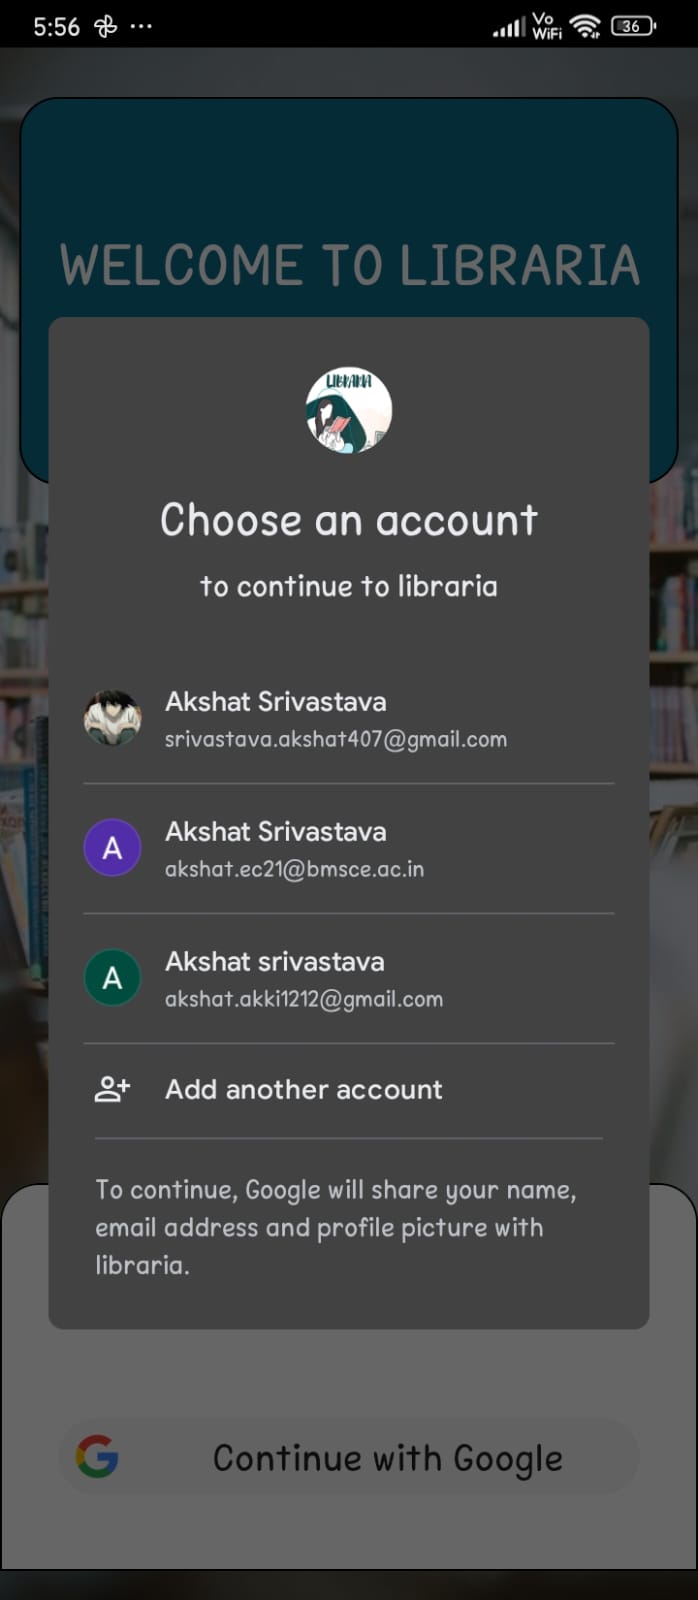 5:56 ...
Vo WiFi 36
WELCOME TO LIBRARIA
LIBRARIA
Choose an account
to continue to libraria
Akshat Srivastava
srivastava.akshat407@gmail.com
A
Akshat Srivastava
akshat.ec21@bmsce.ac.in
A
Akshat srivastava
akshat.akki1212@gmail.com
Add another account
To continue, Google will share your name,
email address and profile picture with
libraria.
G
Continue with Google